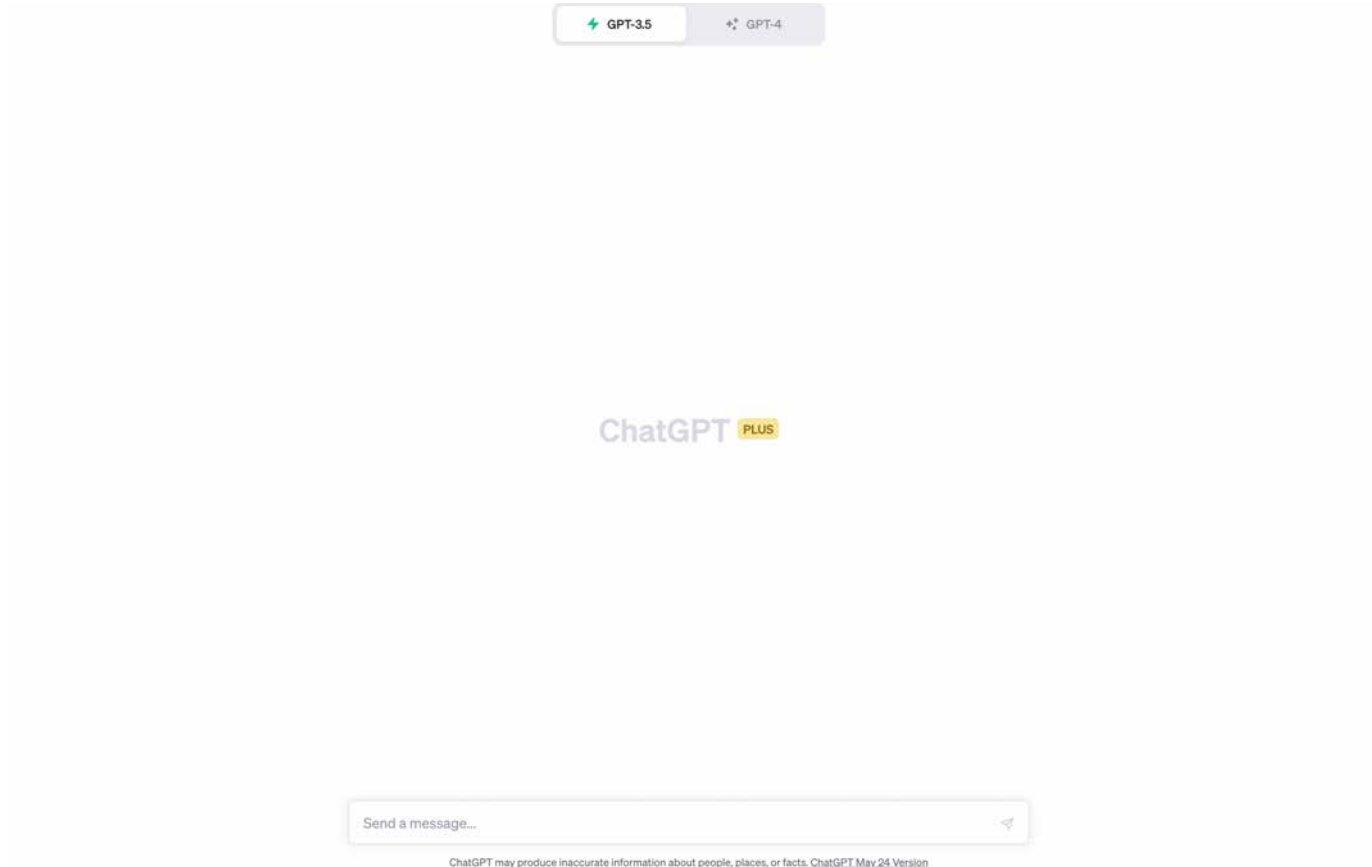 GPT-3.5 GPT-4
ChatGPT PLUS
Send a message...
ChatGPT may produce inaccurate information about people, places, or facts. ChatGPT May 24 Version